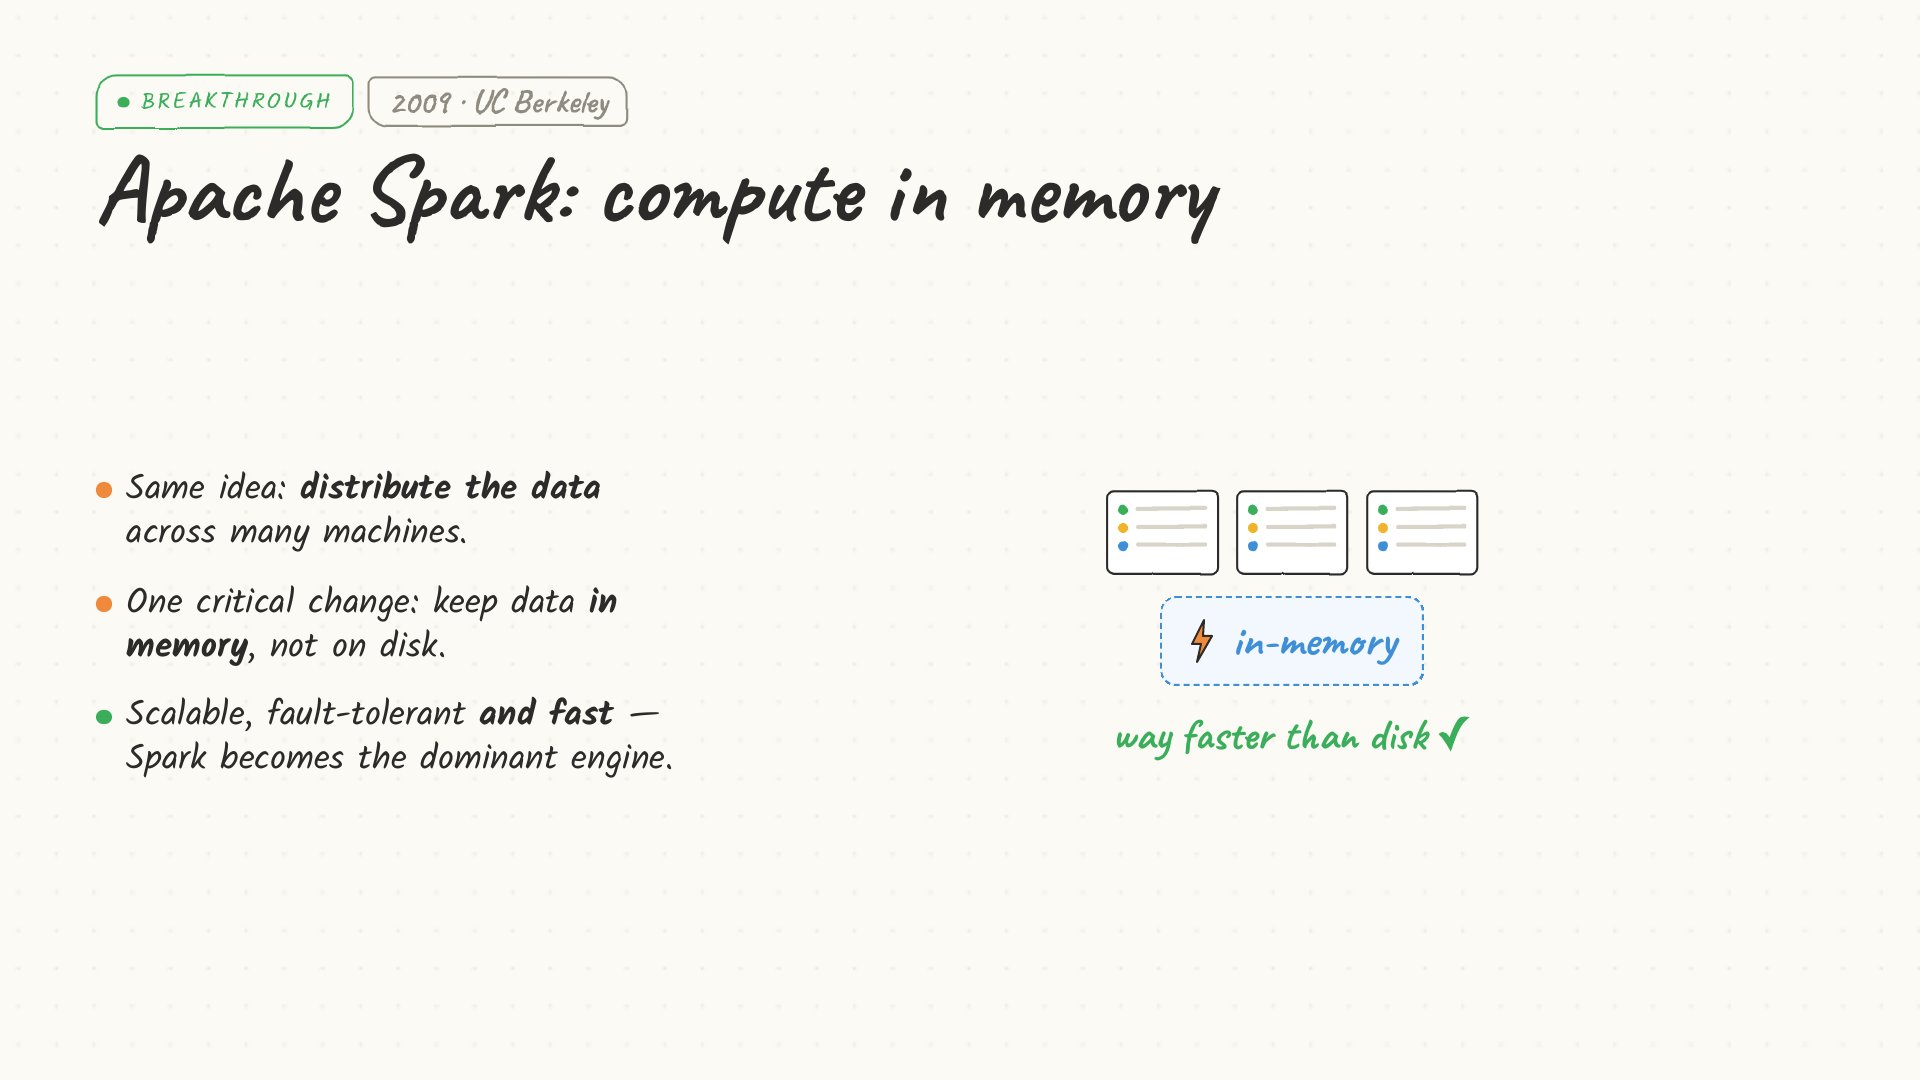 BREAKTHROUGH
2009 · UC Berkeley
Apache Spark: compute in memory
Same idea: distribute the data
across many machines.
One critical change: keep data in
memory, not on disk.
Scalable, fault-tolerant and fast —
Spark becomes the dominant engine.
in-memory
way faster than disk ✓